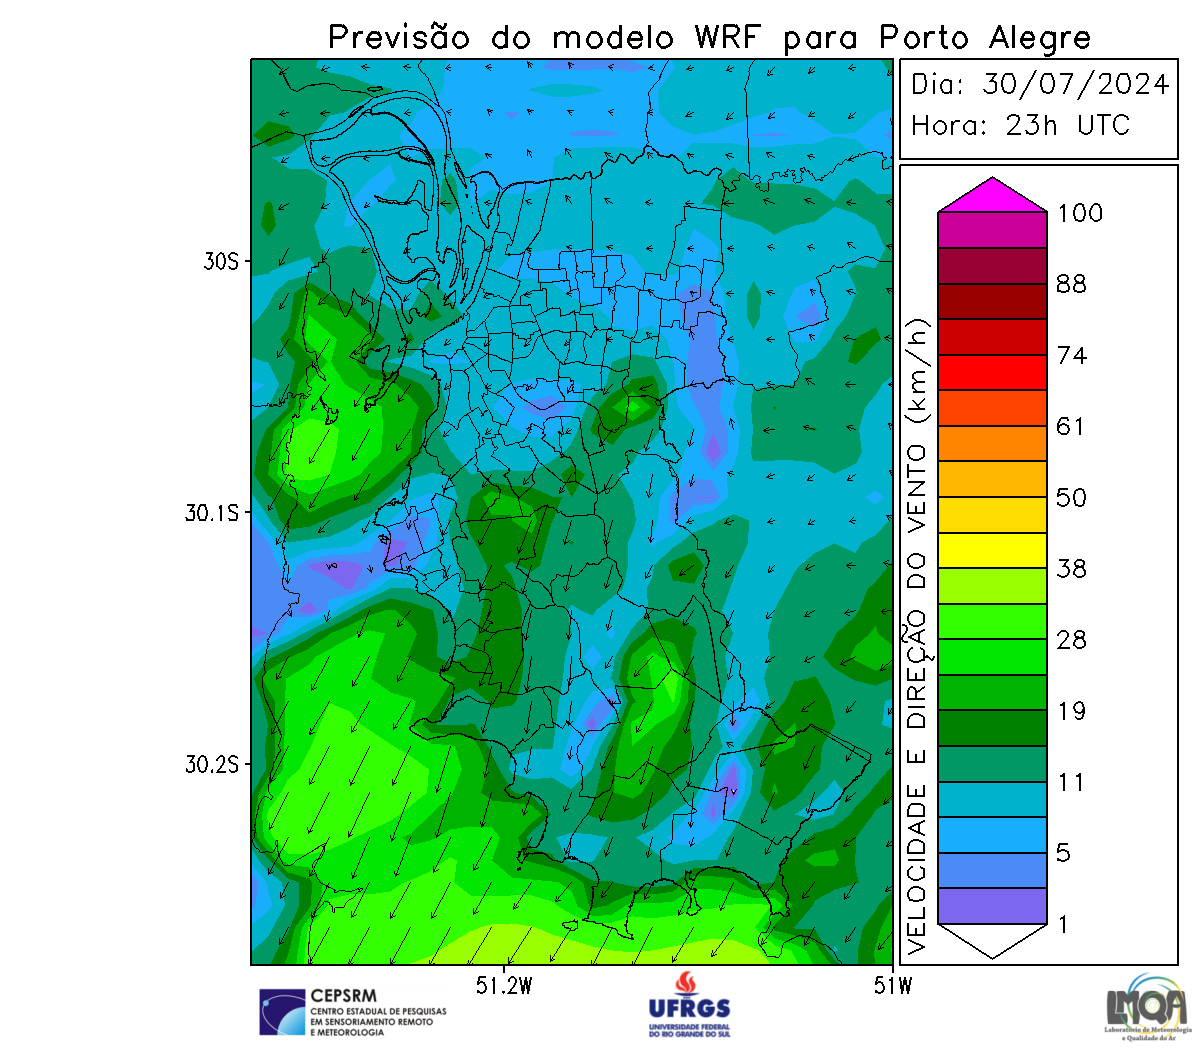 Previsão do modelo WRF para Porto Alegre
Dia: 30/07/2024
Hora: 23h UTC
100
88
74
61
50
38
28
19
11
5
1
VELOCIDADE E DIREÇÃO DO VENTO (km/h)
30S
30.1S
30.2S
51.2W
51W
CEPSRM
CENTRO ESTADUAL DE PESQUISAS
EM SENSORIAMENTO REMOTO
E METEOROLOGIA
UFRGS
UNIVERSIDADE FEDERAL
DO RIO GRANDE DO SUL
LMQA
Laboratório de Meteorologia
e Qualidade do Ar